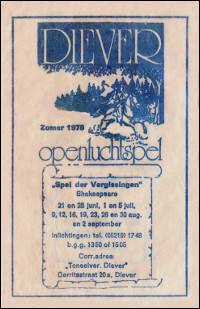 DIEVER
Zomer 1978
openluchtspel
„Spel der Vergissingen"
Shakespeare
21 en 28 juni, 1 en 5 juli,
9, 12, 16, 19, 23, 26 en 30 aug.
en 2 september
Inlichtingen: tel. (05219) 1748
b.g.g. 1350 of 1505
Corr.adres:
"Toneelver. Diever"
Gerritsstraat 20a, Diever